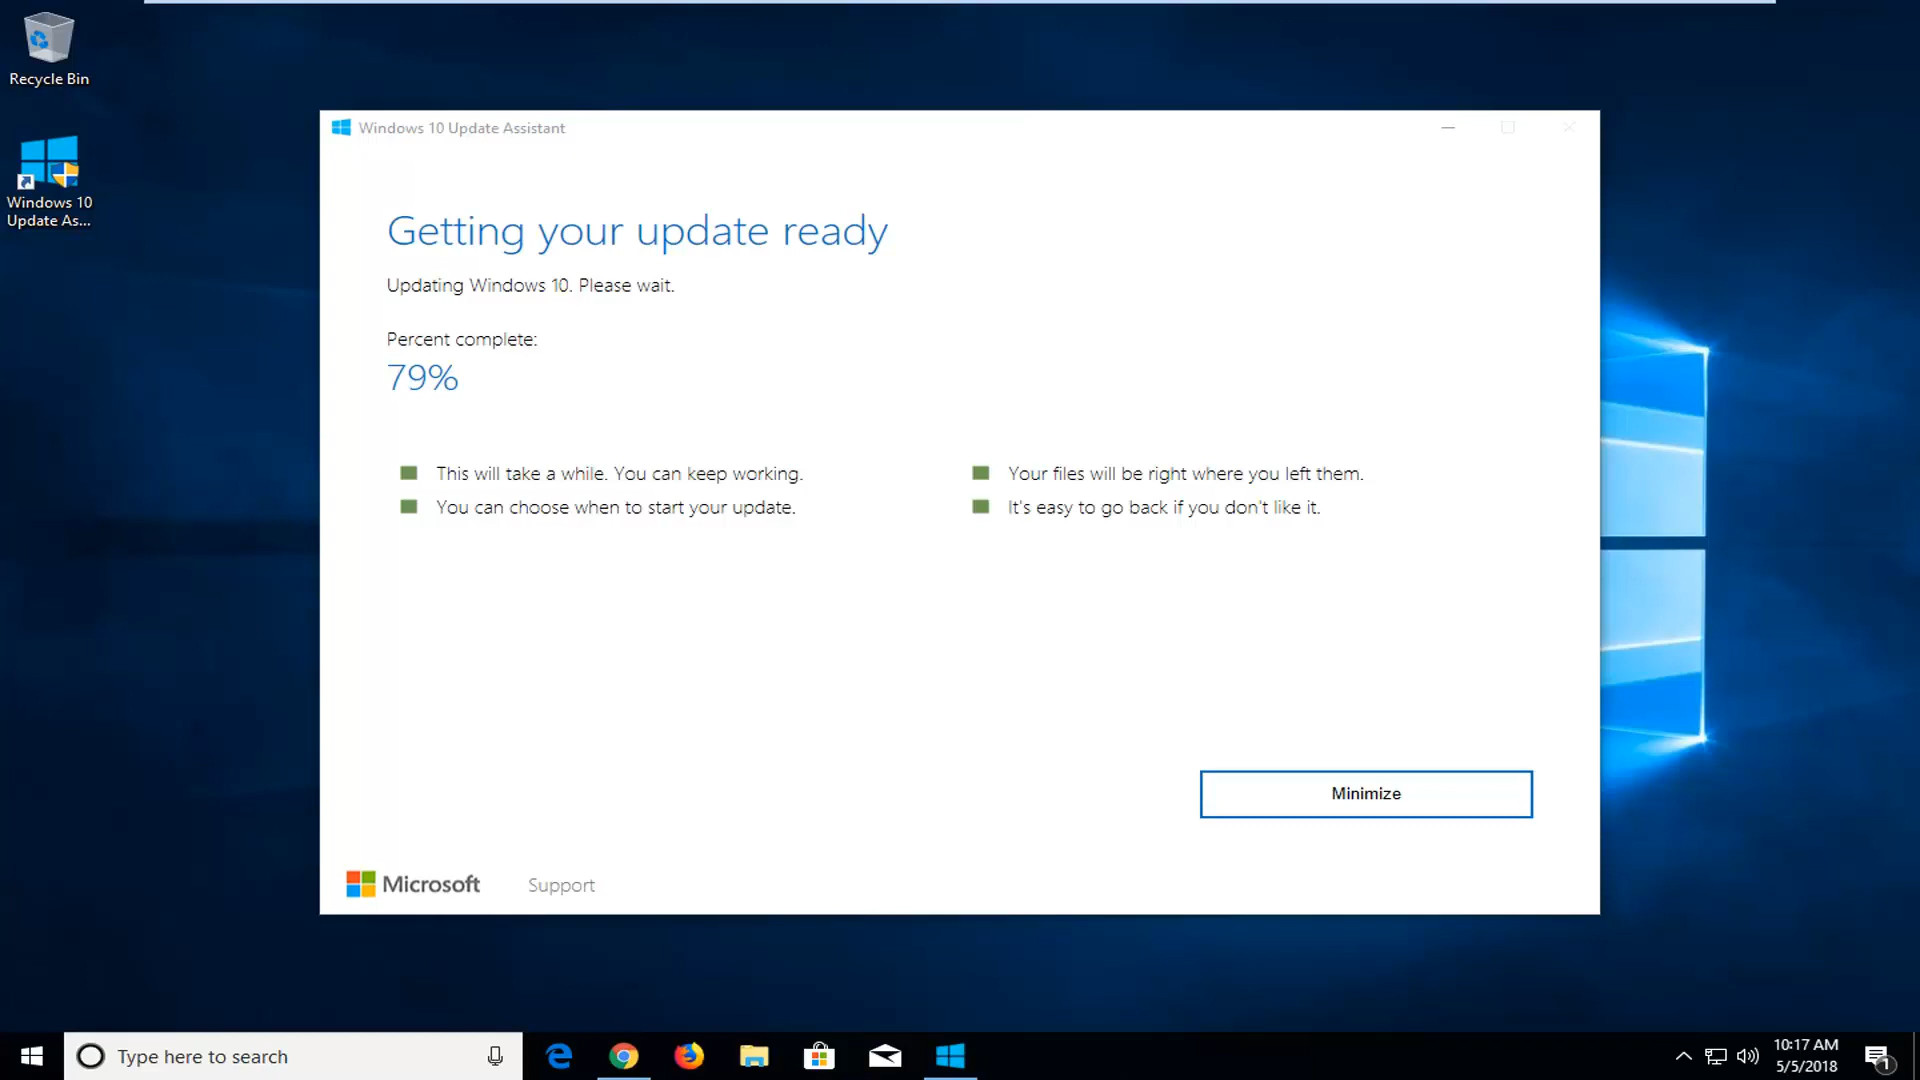 Recycle Bin
Windows 10
Update As...
Windows 10 Update Assistant
Getting your update ready
Updating Windows 10. Please wait.
Percent complete:
79%
This will take a while. You can keep working.
You can choose when to start your update.
Your files will be right where you left them.
It's easy to go back if you don't like it.
Minimize
Microsoft
Support
Type here to search
10:17 AM
5/5/2018
1